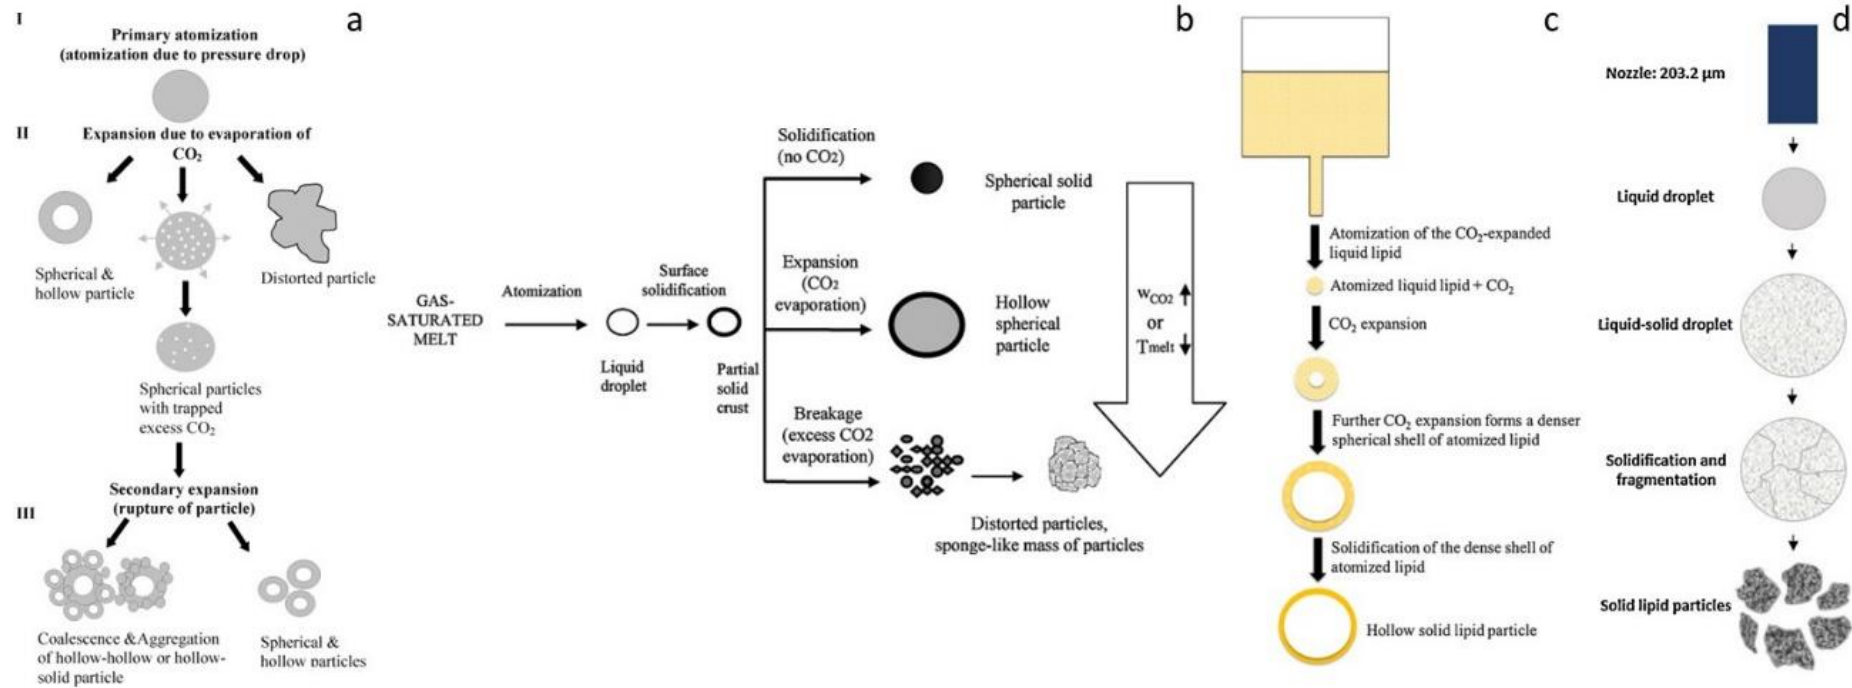 I
a
Primary atomization
(atomization due to pressure drop)
II
Expansion due to evaporation of
CO₂
Spherical &
hollow particle
Distorted particle
Spherical particles
with trapped
excess CO₂
Secondary expansion
(rupture of particle)
III
Coalescence &Aggregation
of hollow-hollow or hollow-
solid particle
Spherical &
hollow particles
b
GAS-
SATURATED
MELT
Atomization
Liquid
droplet
Surface
solidification
Partial
solid
crust
Solidification
(no CO2)
Spherical solid
particle
Expansion
(CO2
evaporation)
Hollow
spherical
particle
Breakage
(excess CO2
evaporation)
Distorted particles,
sponge-like mass of particles
wCO2
or
Tmelt
c
Atomization of the CO₂-expanded
liquid lipid
Atomized liquid lipid + CO₂
CO₂ expansion
Further CO₂ expansion forms a denser
spherical shell of atomized lipid
Solidification of the dense shell of
atomized lipid
Hollow solid lipid particle
d
Nozzle: 203.2 µm
Liquid droplet
Liquid-solid droplet
Solidification and
fragmentation
Solid lipid particles